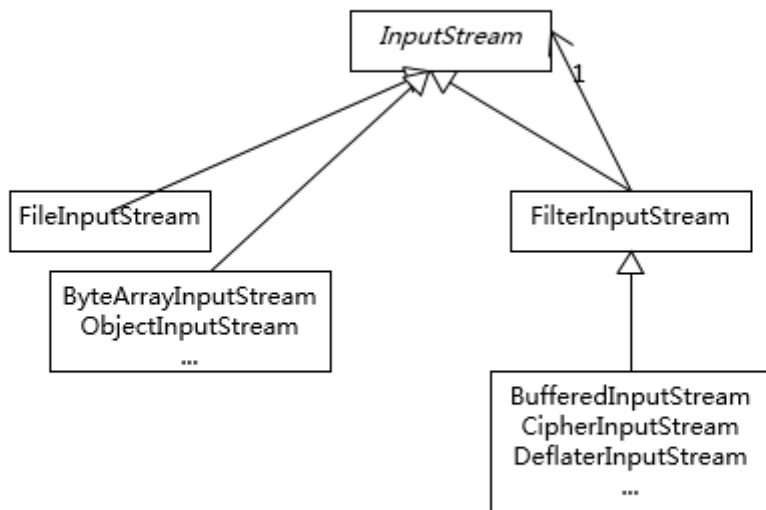 InputStream
1
FileInputStream
FilterInputStream
ByteArrayInputStream
ObjectInputStream
...
BufferedInputStream
CipherInputStream
DeflaterInputStream
...